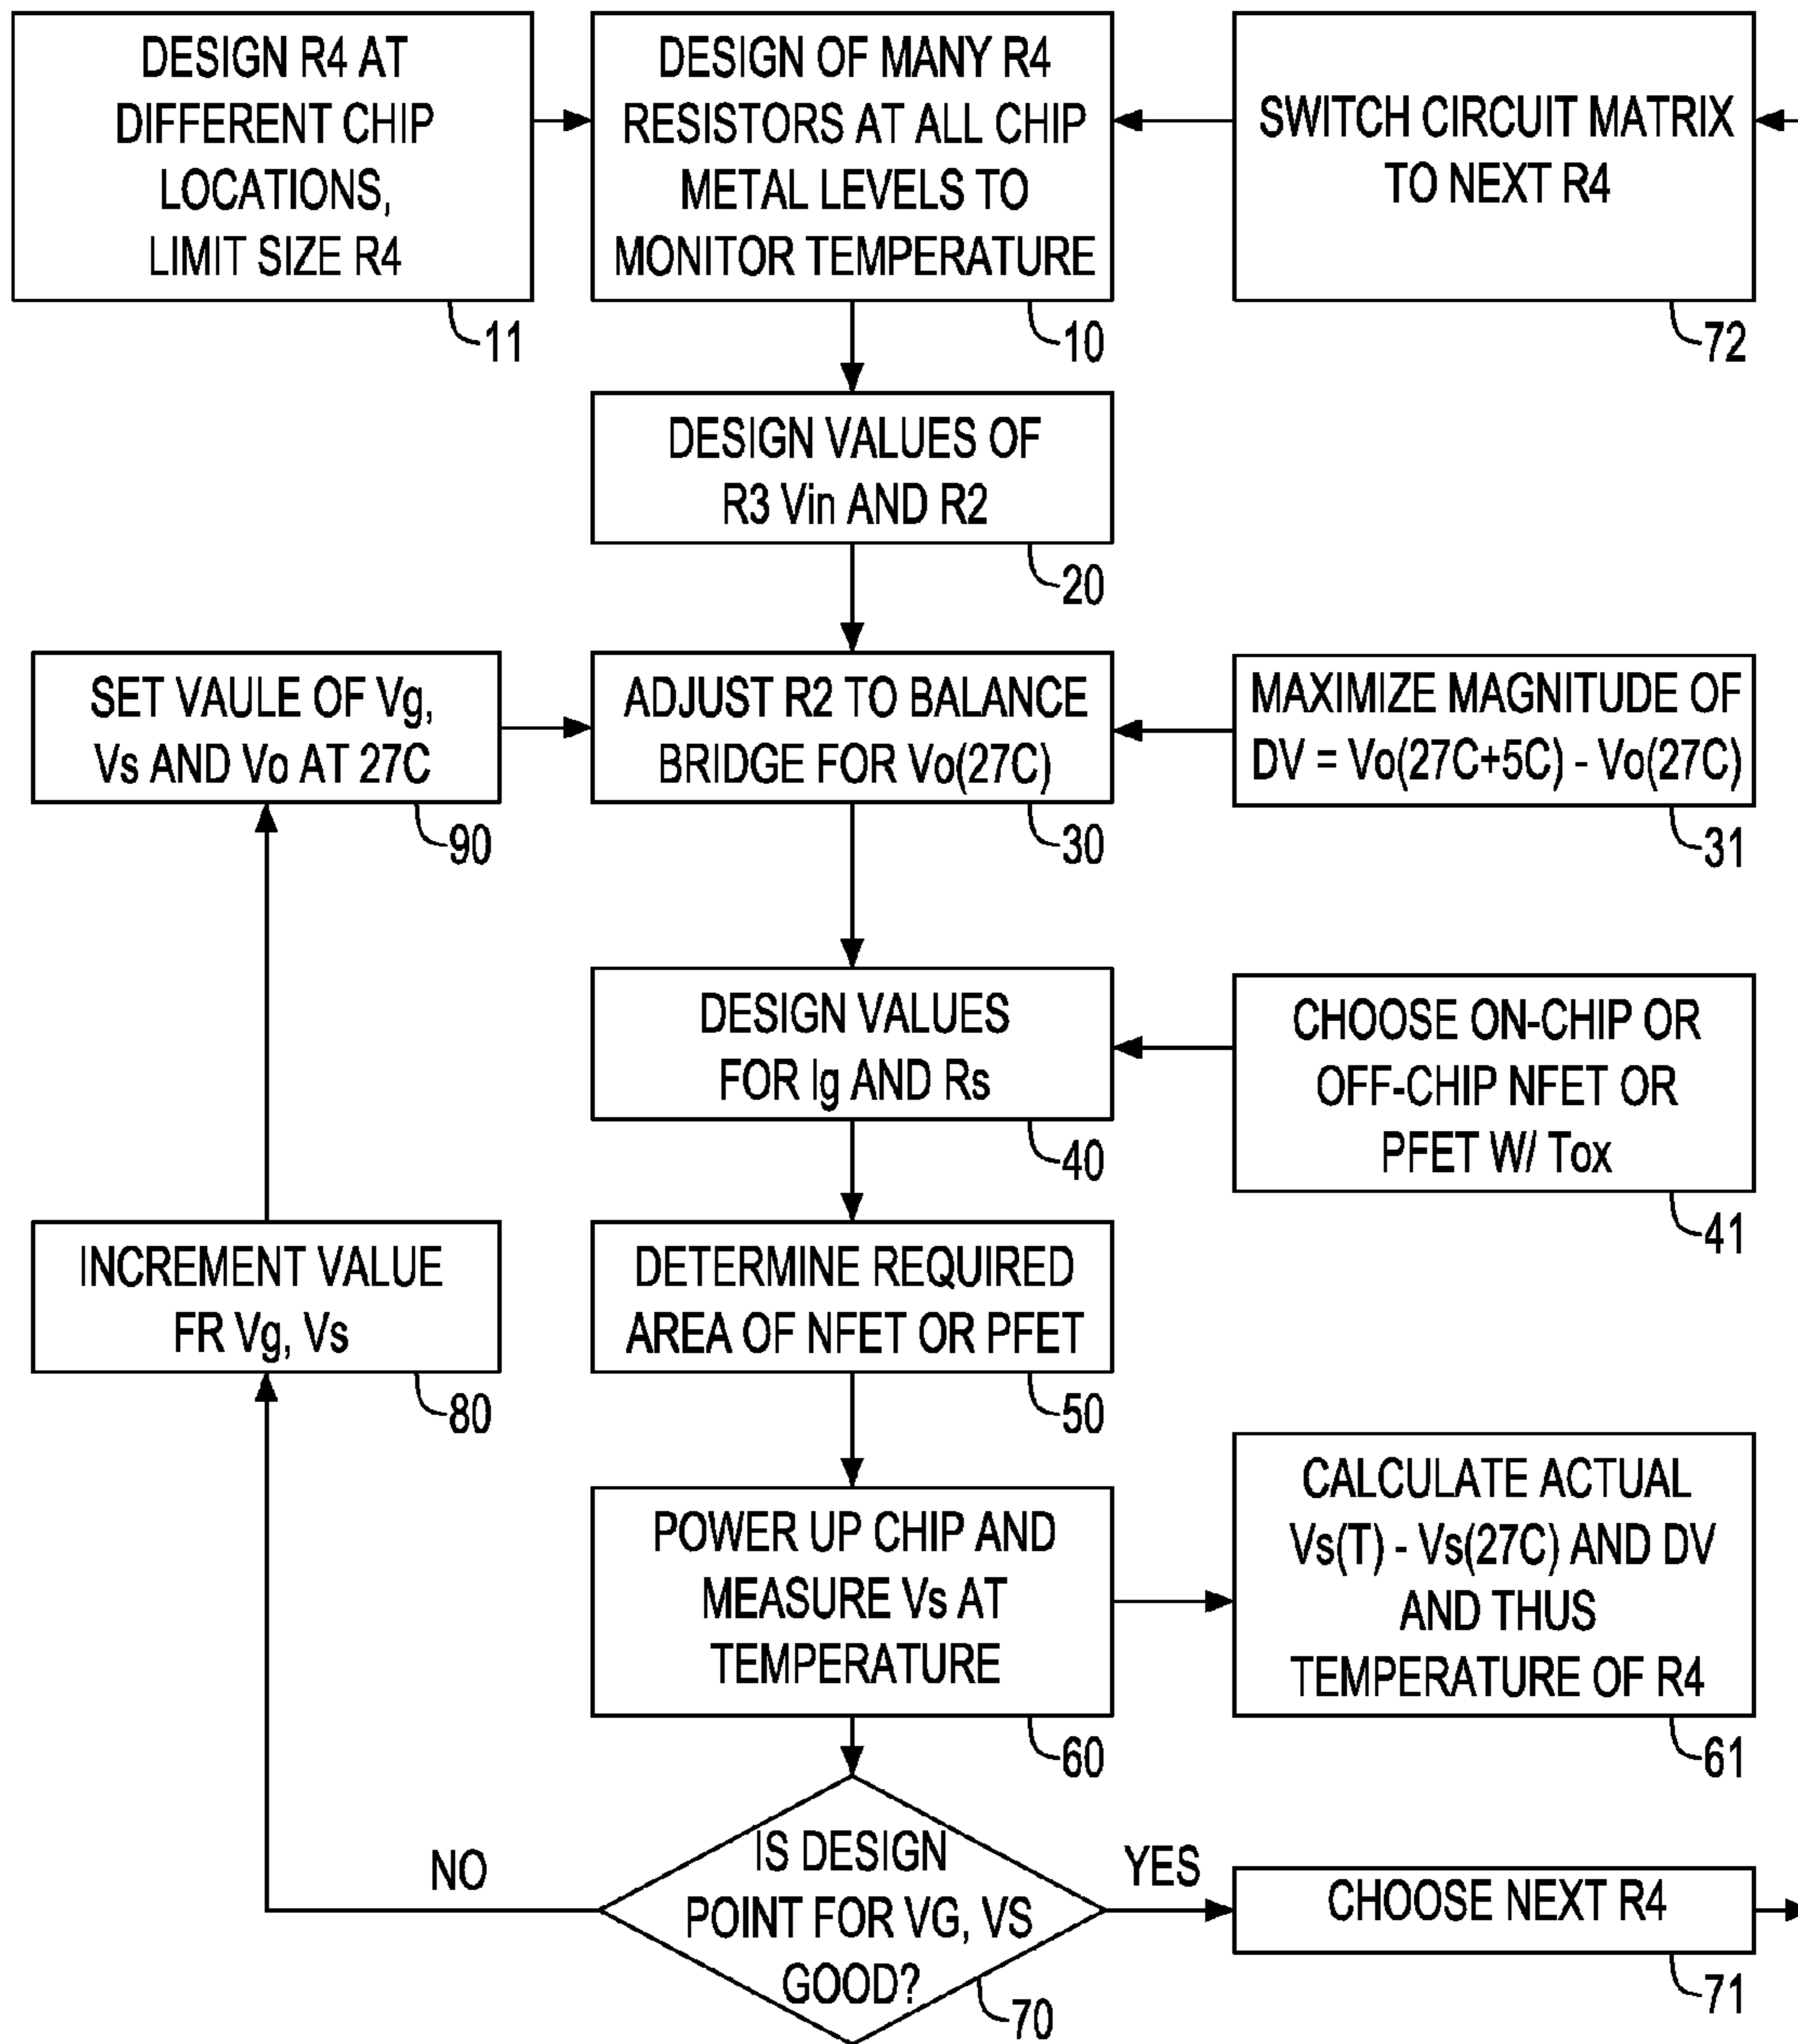 DESIGN R4 AT
DIFFERENT CHIP
LOCATIONS,
LIMIT SIZE R4
11
DESIGN OF MANY R4
RESISTORS AT ALL CHIP
METAL LEVELS TO
MONITOR TEMPERATURE
10
SWITCH CIRCUIT MATRIX
TO NEXT R4
72
DESIGN VALUES OF
R3 Vin AND R2
20
SET VAULE OF Vg,
Vs AND Vo AT 27C
90
ADJUST R2 TO BALANCE
BRIDGE FOR Vo(27C)
30
MAXIMIZE MAGNITUDE OF
DV = Vo(27C+5C) - Vo(27C)
31
DESIGN VALUES
FOR Ig AND Rs
40
CHOOSE ON-CHIP OR
OFF-CHIP NFET OR
PFET W/ Tox
41
INCREMENT VALUE
FR Vg, Vs
80
DETERMINE REQUIRED
AREA OF NFET OR PFET
50
POWER UP CHIP AND
MEASURE Vs AT
TEMPERATURE
60
CALCULATE ACTUAL
Vs(T) - Vs(27C) AND DV
AND THUS
TEMPERATURE OF R4
61
NO
IS DESIGN
POINT FOR VG, VS
GOOD?
70
YES
CHOOSE NEXT R4
71